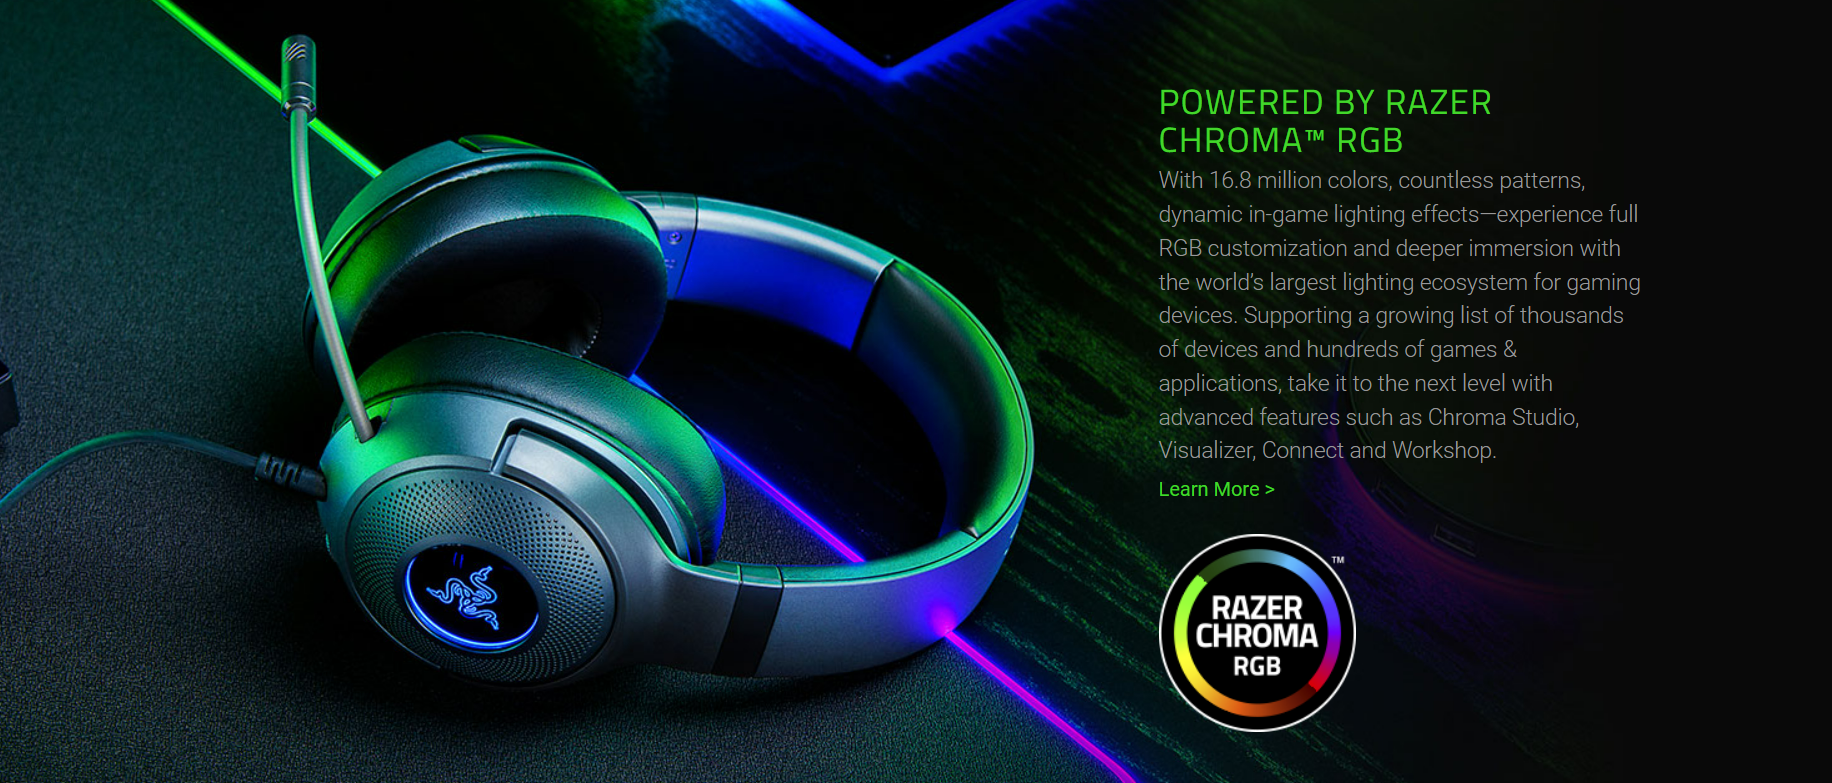 POWERED BY RAZER
CHROMA™ RGB
With 16.8 million colors, countless patterns,
dynamic in-game lighting effects—experience full
RGB customization and deeper immersion with
the world’s largest lighting ecosystem for gaming
devices. Supporting a growing list of thousands
of devices and hundreds of games &
applications, take it to the next level with
advanced features such as Chroma Studio,
Visualizer, Connect and Workshop.
Learn More >
RAZER
CHROMA
RGB
™